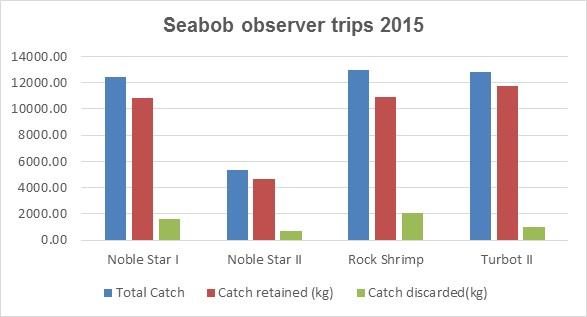 Seabob observer trips 2015
14000.00
12000.00
10000.00
8000.00
6000.00
4000.00
2000.00
0.00
Noble Star I Noble Star II Rock Shrimp Turbot II
Total Catch Catch retained (kg) Catch discarded(kg)